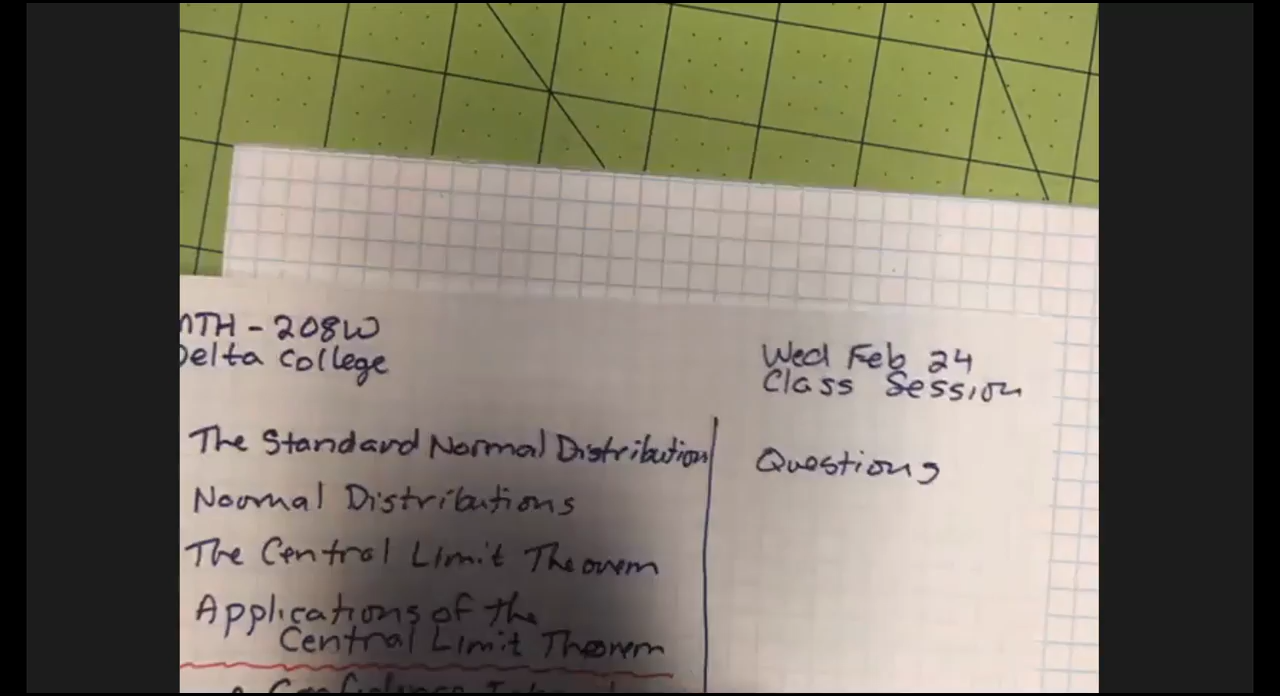 MTH - 208W
Delta College
Wed Feb 24
Class Session
The Standard Normal Distribution
Normal Distributions
The Central Limit Theorem
Applications of the
Central Limit Theorem
Questions